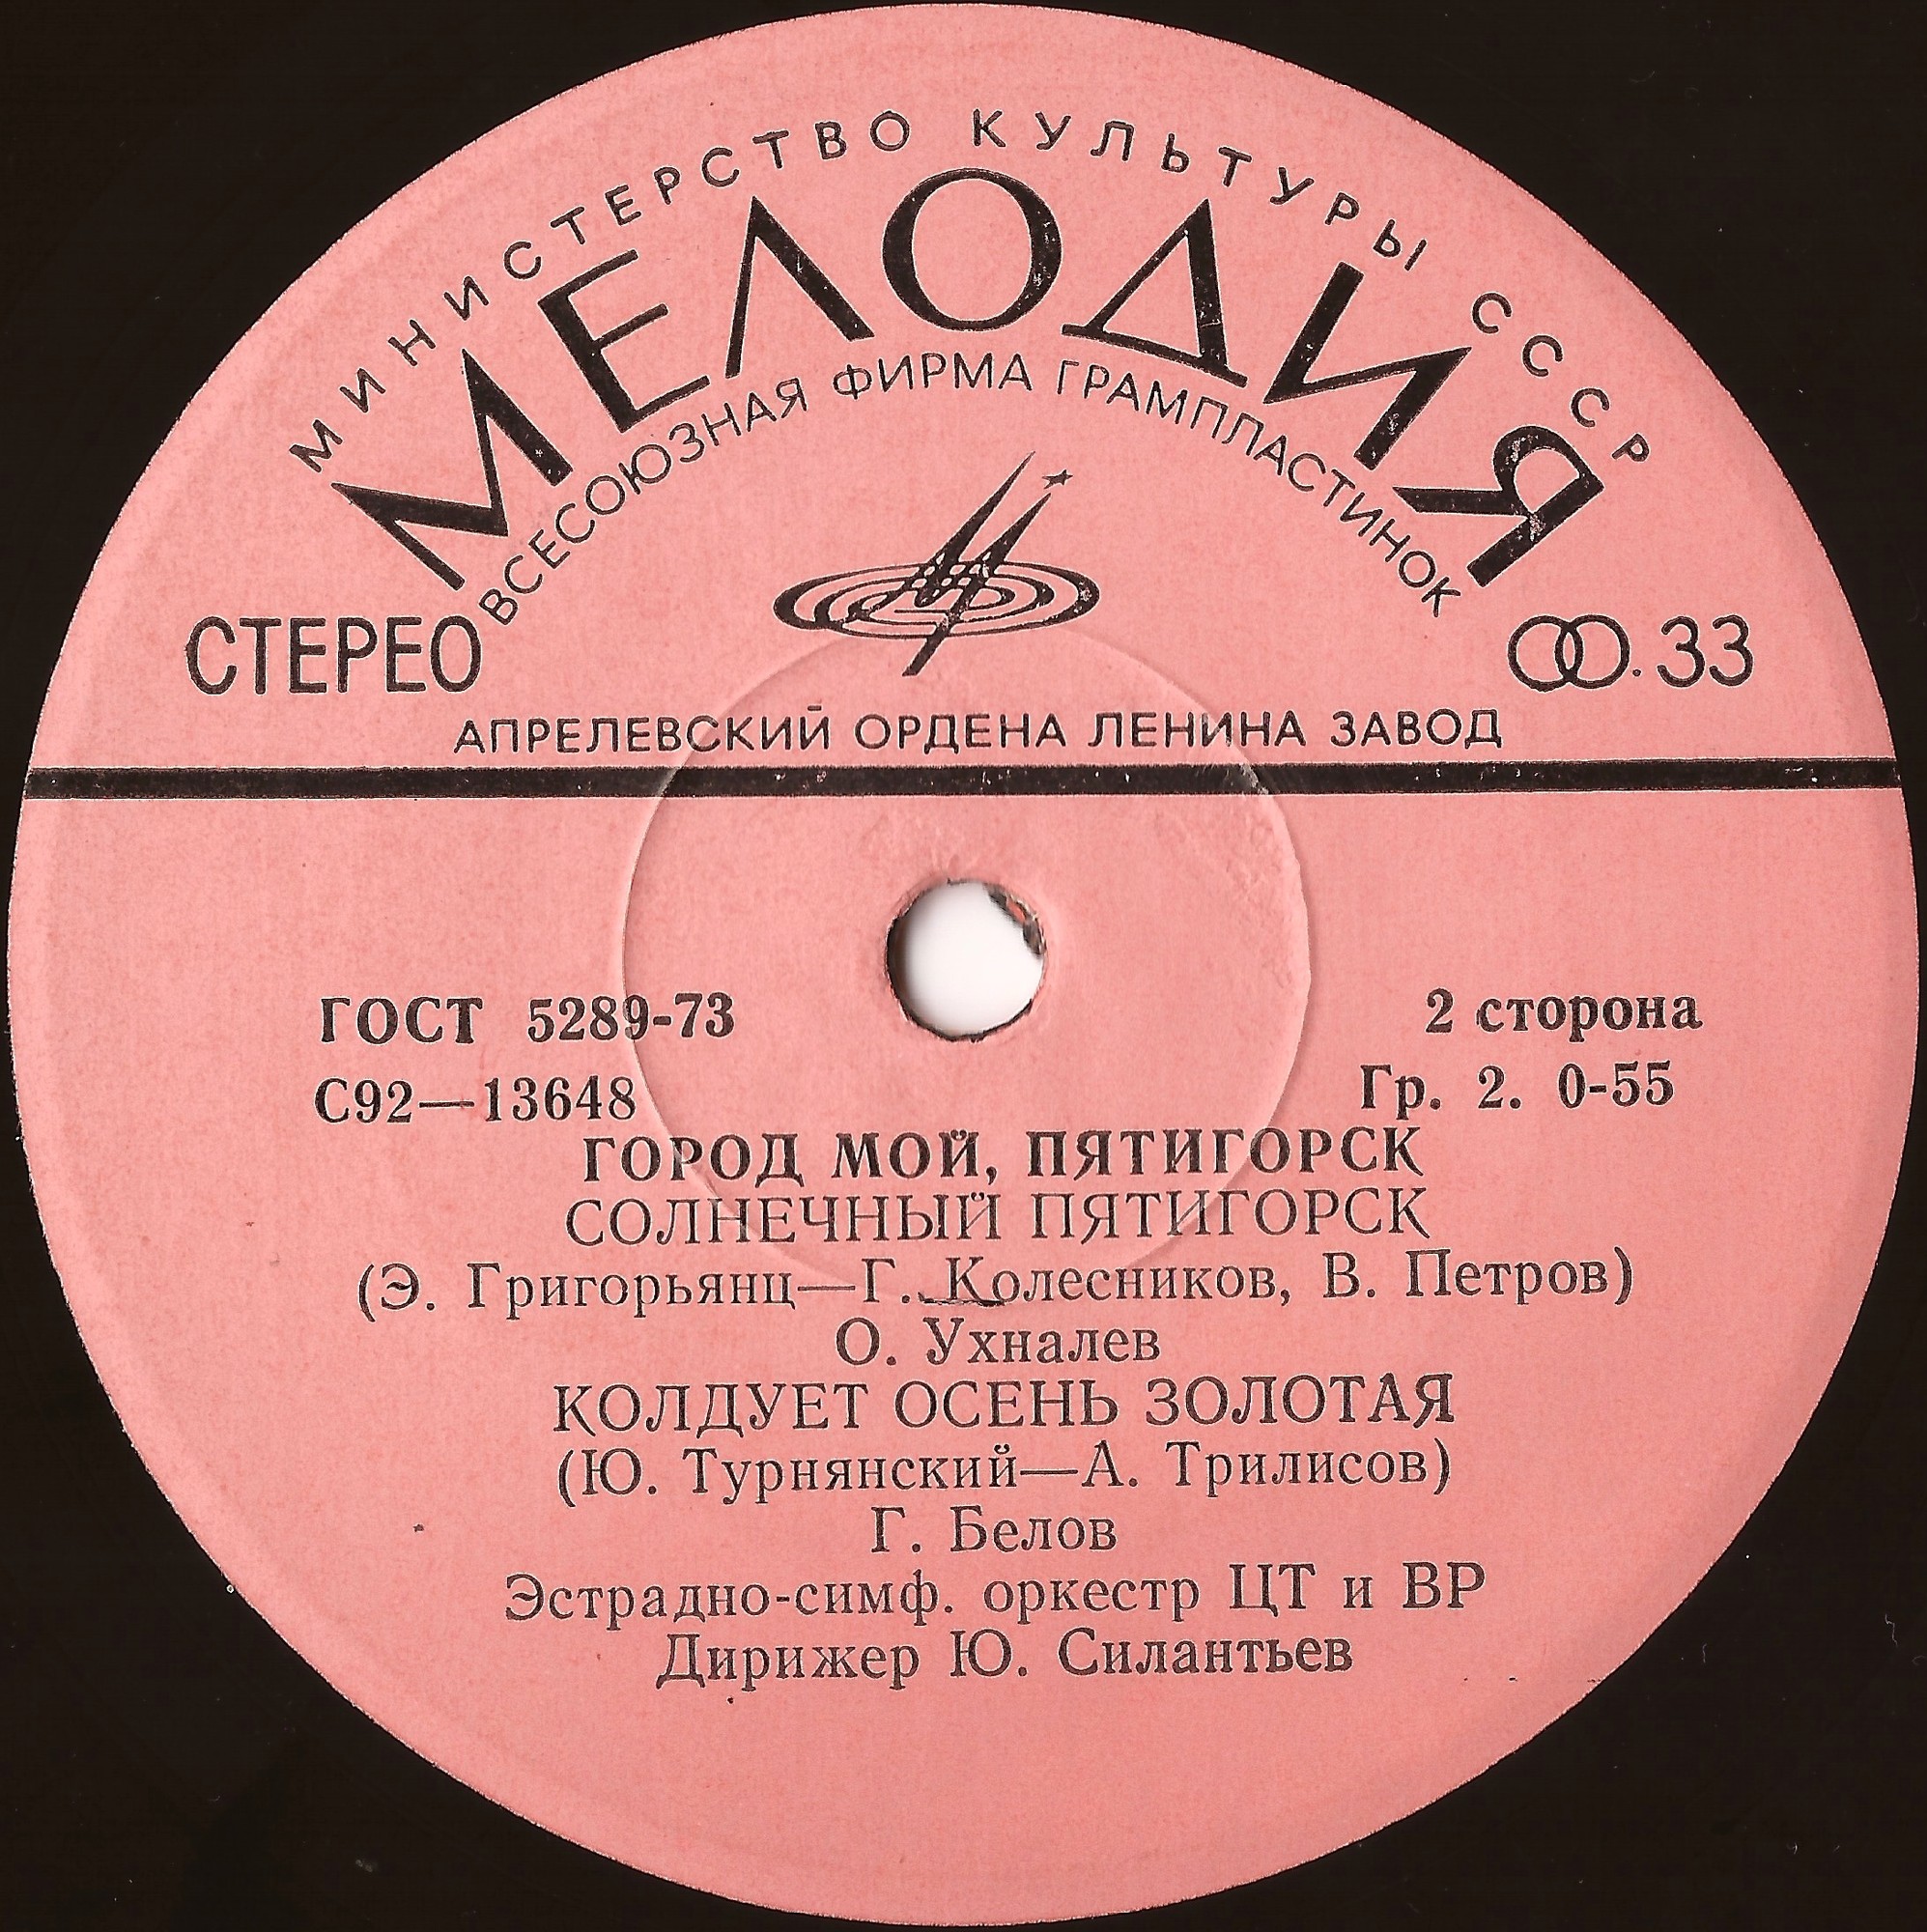 МИНИСТЕРСТВО КУЛЬТУРЫ СССР
МЕЛОДИЯ
ВСЕСОЮЗНАЯ ФИРМА ГРАМПЛАСТИНОК
СТЕРЕО
33
АПРЕЛЕВСКИЙ ОРДЕНА ЛЕНИНА ЗАВОД
ГОСТ 5289-73
2 сторона
С92—13648
Гр. 2. 0-55
ГОРОД МОЙ, ПЯТИГОРСК
СОЛНЕЧНЫЙ ПЯТИГОРСК
(Э. Григорьянц—Г. Колесников, В. Петров)
О. Ухналев
КОЛДУЕТ ОСЕНЬ ЗОЛОТАЯ
(Ю. Турнянский—А. Трилисов)
Г. Белов
Эстрадно-симф. оркестр ЦТ и ВР
Дирижер Ю. Силантьев